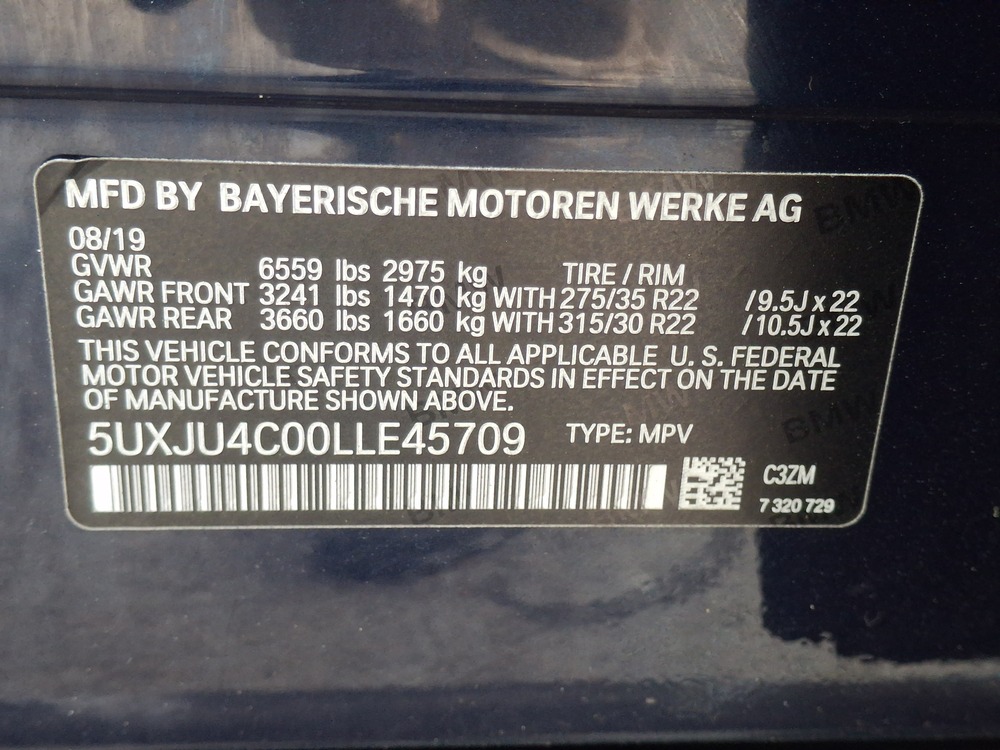 MFD BY BAYERISCHE MOTOREN WERKE AG
08/19
GVWR 6559 lbs 2975 kg TIRE / RIM
GAWR FRONT 3241 lbs 1470 kg WITH 275/35 R22 / 9.5J x 22
GAWR REAR 3660 lbs 1660 kg WITH 315/30 R22 / 10.5J x 22
THIS VEHICLE CONFORMS TO ALL APPLICABLE U. S. FEDERAL
MOTOR VEHICLE SAFETY STANDARDS IN EFFECT ON THE DATE
OF MANUFACTURE SHOWN ABOVE.
5UXJU4C00LLE45709 TYPE: MPV
C3ZM
7 320 729